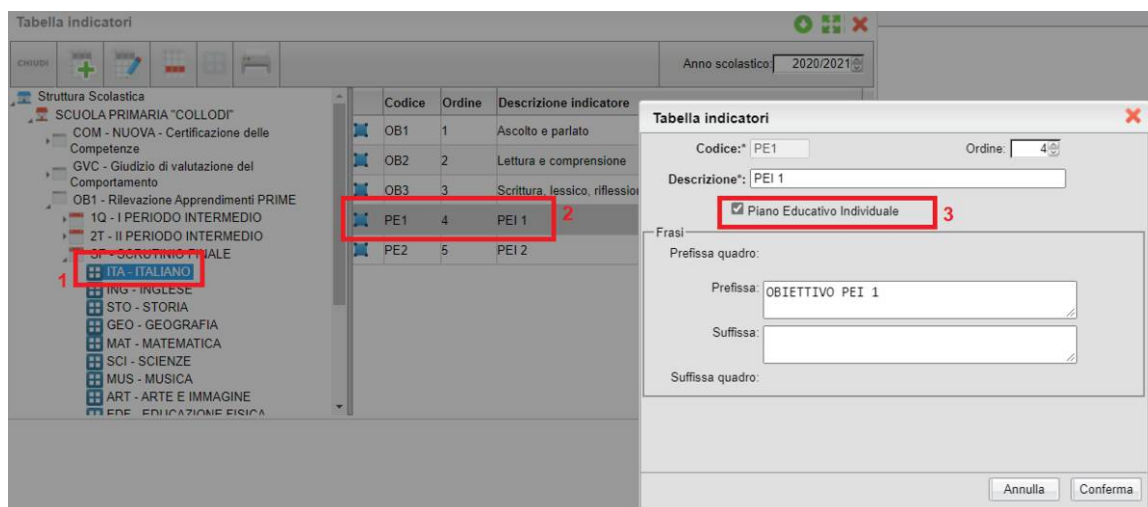 Tabella indicatori
CHIUDI
Anno scolastico: 2020/2021
Struttura Scolastica
SCUOLA PRIMARIA "COLLODI"
COM - NUOVA - Certificazione delle
Competenze
GVC - Giudizio di valutazione del
Comportamento
OB1 - Rilevazione Apprendimenti PRIME
1Q - I PERIODO INTERMEDIO
2T - II PERIODO INTERMEDIO
SF - SCRUTINIO FINALE
1
ITA - ITALIANO
ING - INGLESE
STO - STORIA
GEO - GEOGRAFIA
MAT - MATEMATICA
SCI - SCIENZE
MUS - MUSICA
ART - ARTE E IMMAGINE
EDF - EDUCAZIONE FISICA
Codice Ordine Descrizione indicatore
OB1 1 Ascolto e parlato
OB2 2 Lettura e comprensione
OB3 3 Scrittura, lessico, riflession
PE1 4 PEI 1 2
PE2 5 PEI 2
Tabella indicatori
Codice:* PE1 Ordine: 4
Descrizione*: PEI 1
Piano Educativo Individuale 3
Frasi
Prefissa quadro:
Prefissa: OBIETTIVO PEI 1
Suffissa:
Suffissa quadro:
Annulla Conferma